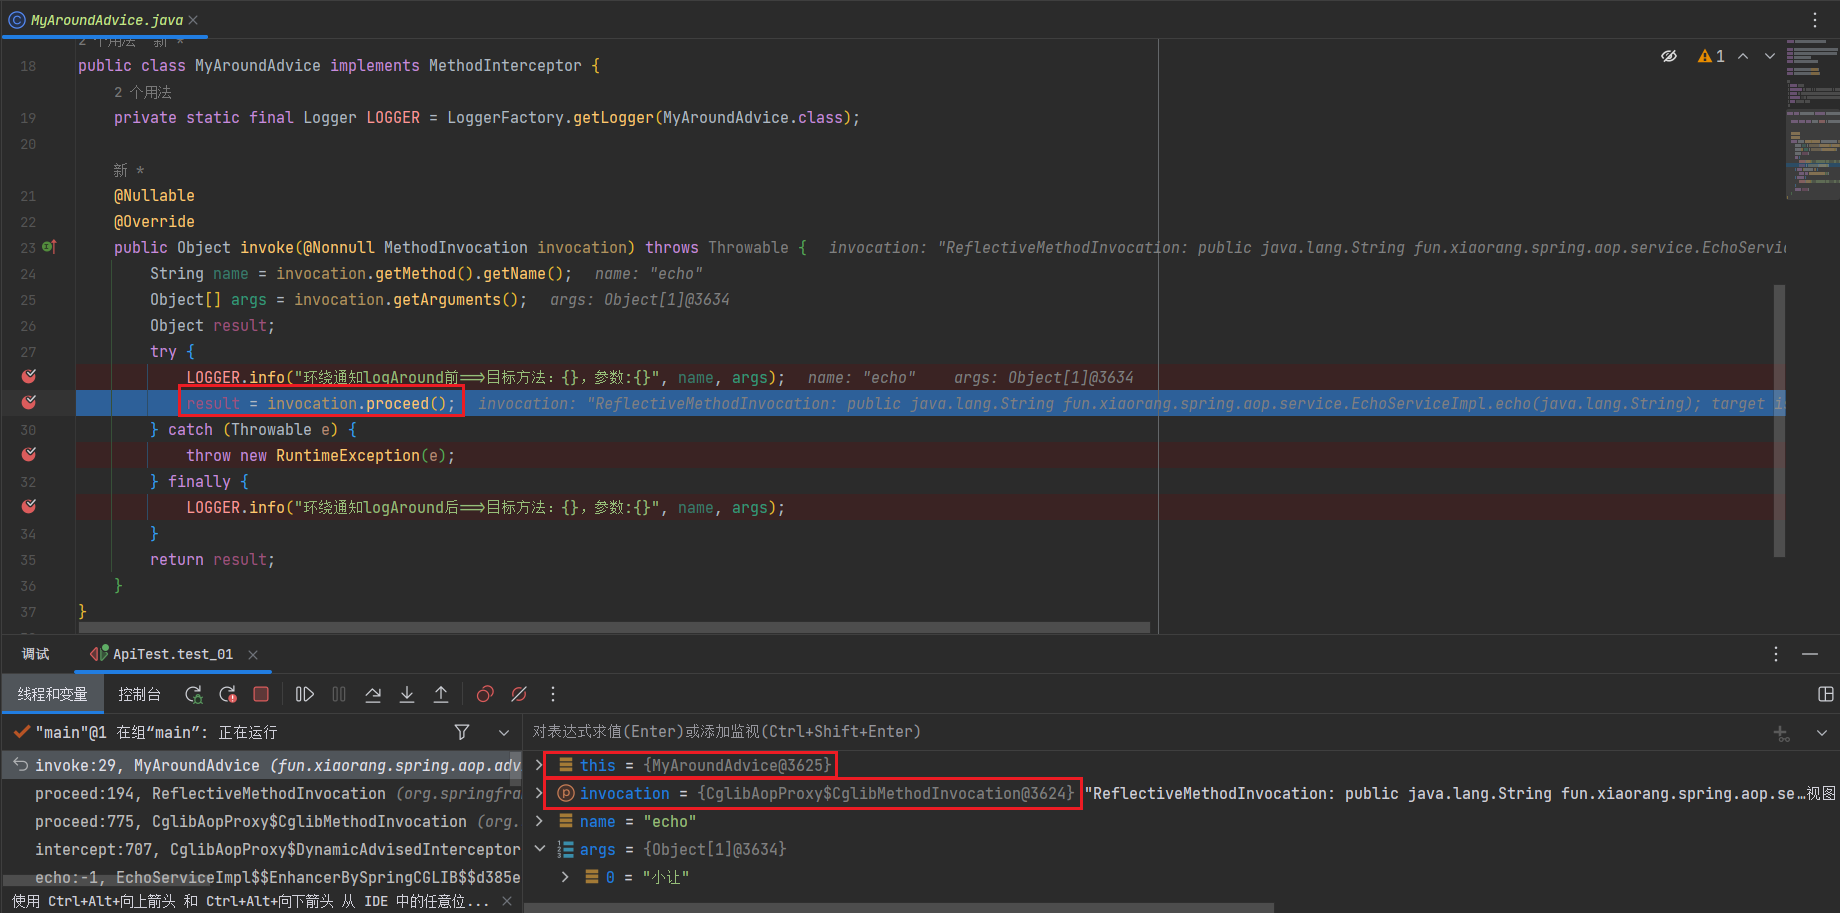 MyAroundAdvice.java
2 个用法 新 *
1
18 public class MyAroundAdvice implements MethodInterceptor {
2 个用法
19 private static final Logger LOGGER = LoggerFactory.getLogger(MyAroundAdvice.class);
20
新 *
21 @Nullable
22 @Override
23 public Object invoke(@Nonnull MethodInvocation invocation) throws Throwable { invocation: "ReflectiveMethodInvocation: public java.lang.String fun.xiaorang.spring.aop.service.EchoServic
24 String name = invocation.getMethod().getName(); name: "echo"
25 Object[] args = invocation.getArguments(); args: Object[1]@3634
26 Object result;
27 try {
LOGGER.info("环绕通知logAround前==>目标方法：{}，参数:{}", name, args); name: "echo" args: Object[1]@3634
result = invocation.proceed(); invocation: "ReflectiveMethodInvocation: public java.lang.String fun.xiaorang.spring.aop.service.EchoServiceImpl.echo(java.lang.String); target i
30 } catch (Throwable e) {
throw new RuntimeException(e);
32 } finally {
LOGGER.info("环绕通知logAround后==>目标方法：{}，参数:{}", name, args);
34 }
35 return result;
36 }
37 }
调试 ApiTest.test_01
线程和变量 控制台
"main"@1 在组“main”: 正在运行
invoke:29, MyAroundAdvice (fun.xiaorang.spring.aop.adv
proceed:194, ReflectiveMethodInvocation (org.springfra
proceed:775, CglibAopProxy$CglibMethodInvocation (org.
intercept:707, CglibAopProxy$DynamicAdvisedInterceptor
echo:-1, EchoServiceImpl$$EnhancerBySpringCGLIB$$d385e
使用 Ctrl+Alt+向上箭头 和 Ctrl+Alt+向下箭头 从 IDE 中的任意位...
对表达式求值(Enter)或添加监视(Ctrl+Shift+Enter)
this = {MyAroundAdvice@3625}
invocation = {CglibAopProxy$CglibMethodInvocation@3624} "ReflectiveMethodInvocation: public java.lang.String fun.xiaorang.spring.aop.se…视图
name = "echo"
args = {Object[1]@3634}
0 = "小让"